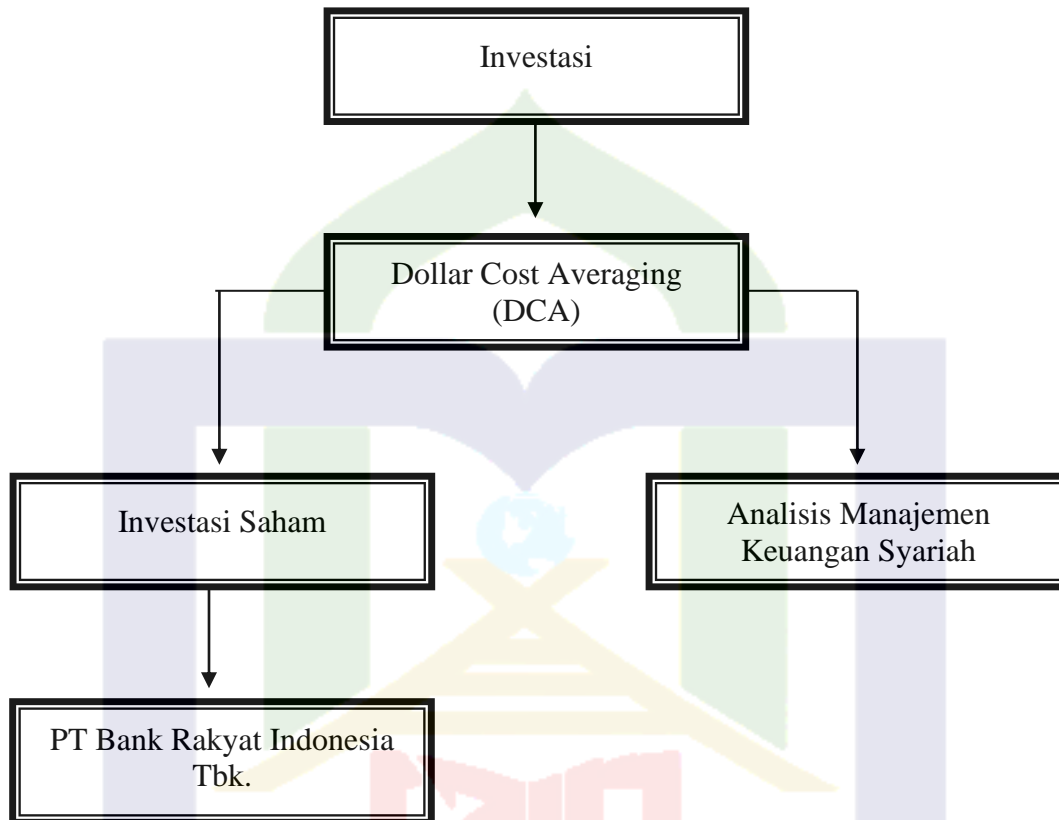 Investasi
Dollar Cost Averaging
(DCA)
Investasi Saham
Analisis Manajemen
Keuangan Syariah
PT Bank Rakyat Indonesia
Tbk.